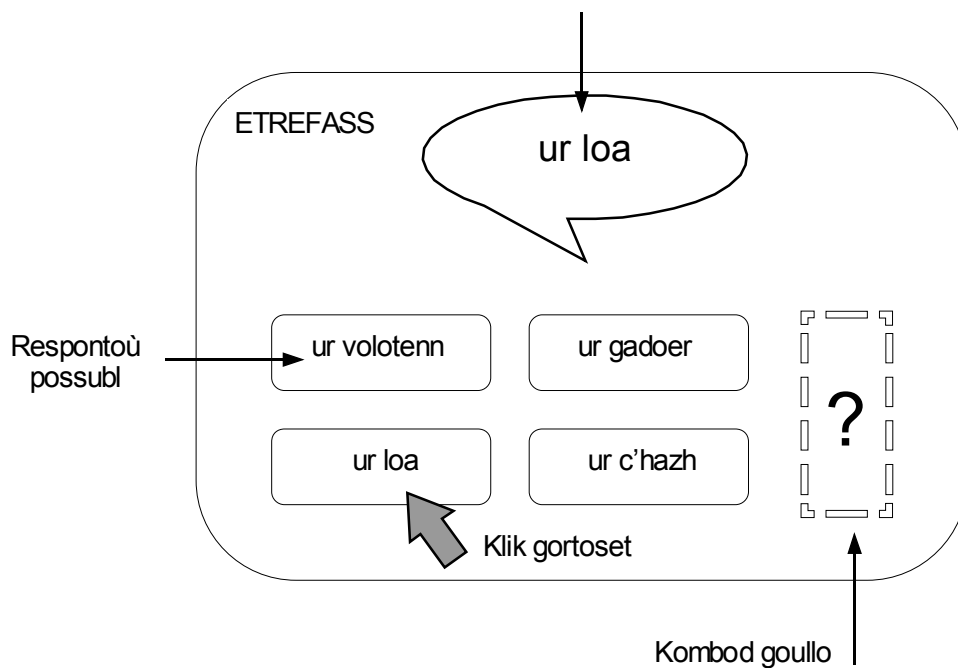 ETREFASS
ur loa
Respontoù
possubl
ur volotenn
ur gadoer
?
ur loa
ur c'hazh
Klik gortoset
Kombod goullo